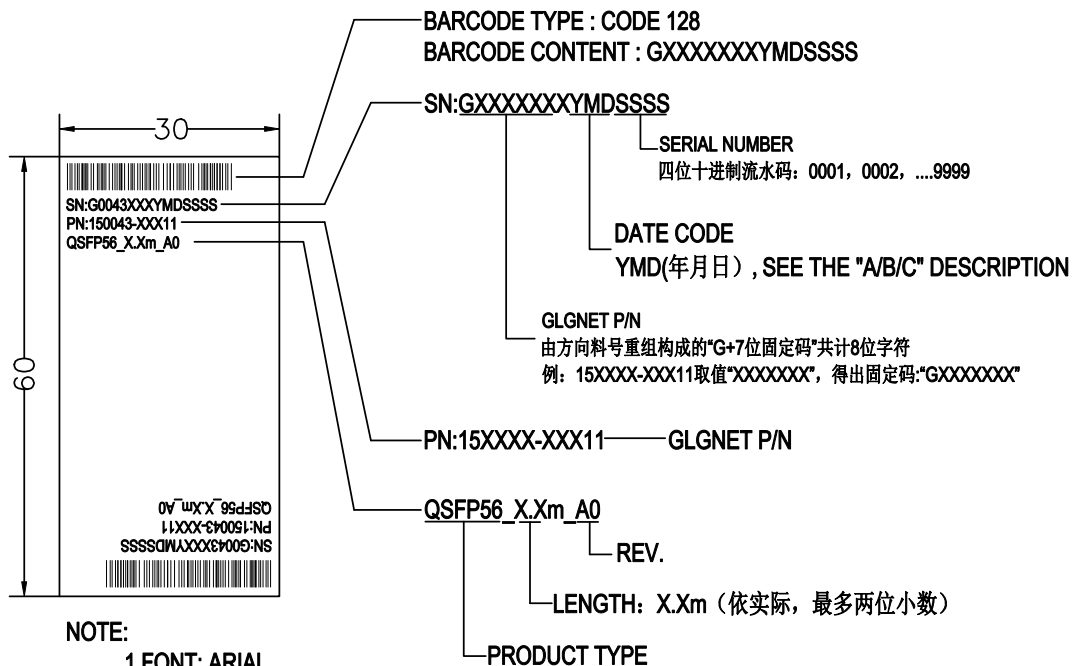 BARCODE TYPE : CODE 128
BARCODE CONTENT : GXXXXXXXYMDSSSS
SN:GXXXXXXXYMDSSSS
SERIAL NUMBER
四位十进制流水码：0001，0002，....9999
DATE CODE
YMD(年月日）, SEE THE "A/B/C" DESCRIPTION
GLGNET P/N
由方向料号重组构成的“G+7位固定码”共计8位字符
例：15XXXX-XXX11取值“XXXXXXX”，得出固定码:“GXXXXXXX”
PN:15XXXX-XXX11
GLGNET P/N
QSFP56_X.Xm_A0
REV.
LENGTH：X.Xm（依实际，最多两位小数）
PRODUCT TYPE
30
60
SN:G0043XXXYMDSSSS
PN:150043-XXX11
QSFP56_X.Xm_A0
SN:G0043XXXYMDSSSS
PN:150043-XXX11
QSFP56_X.Xm_A0
NOTE:
1.FONT: ARIAL